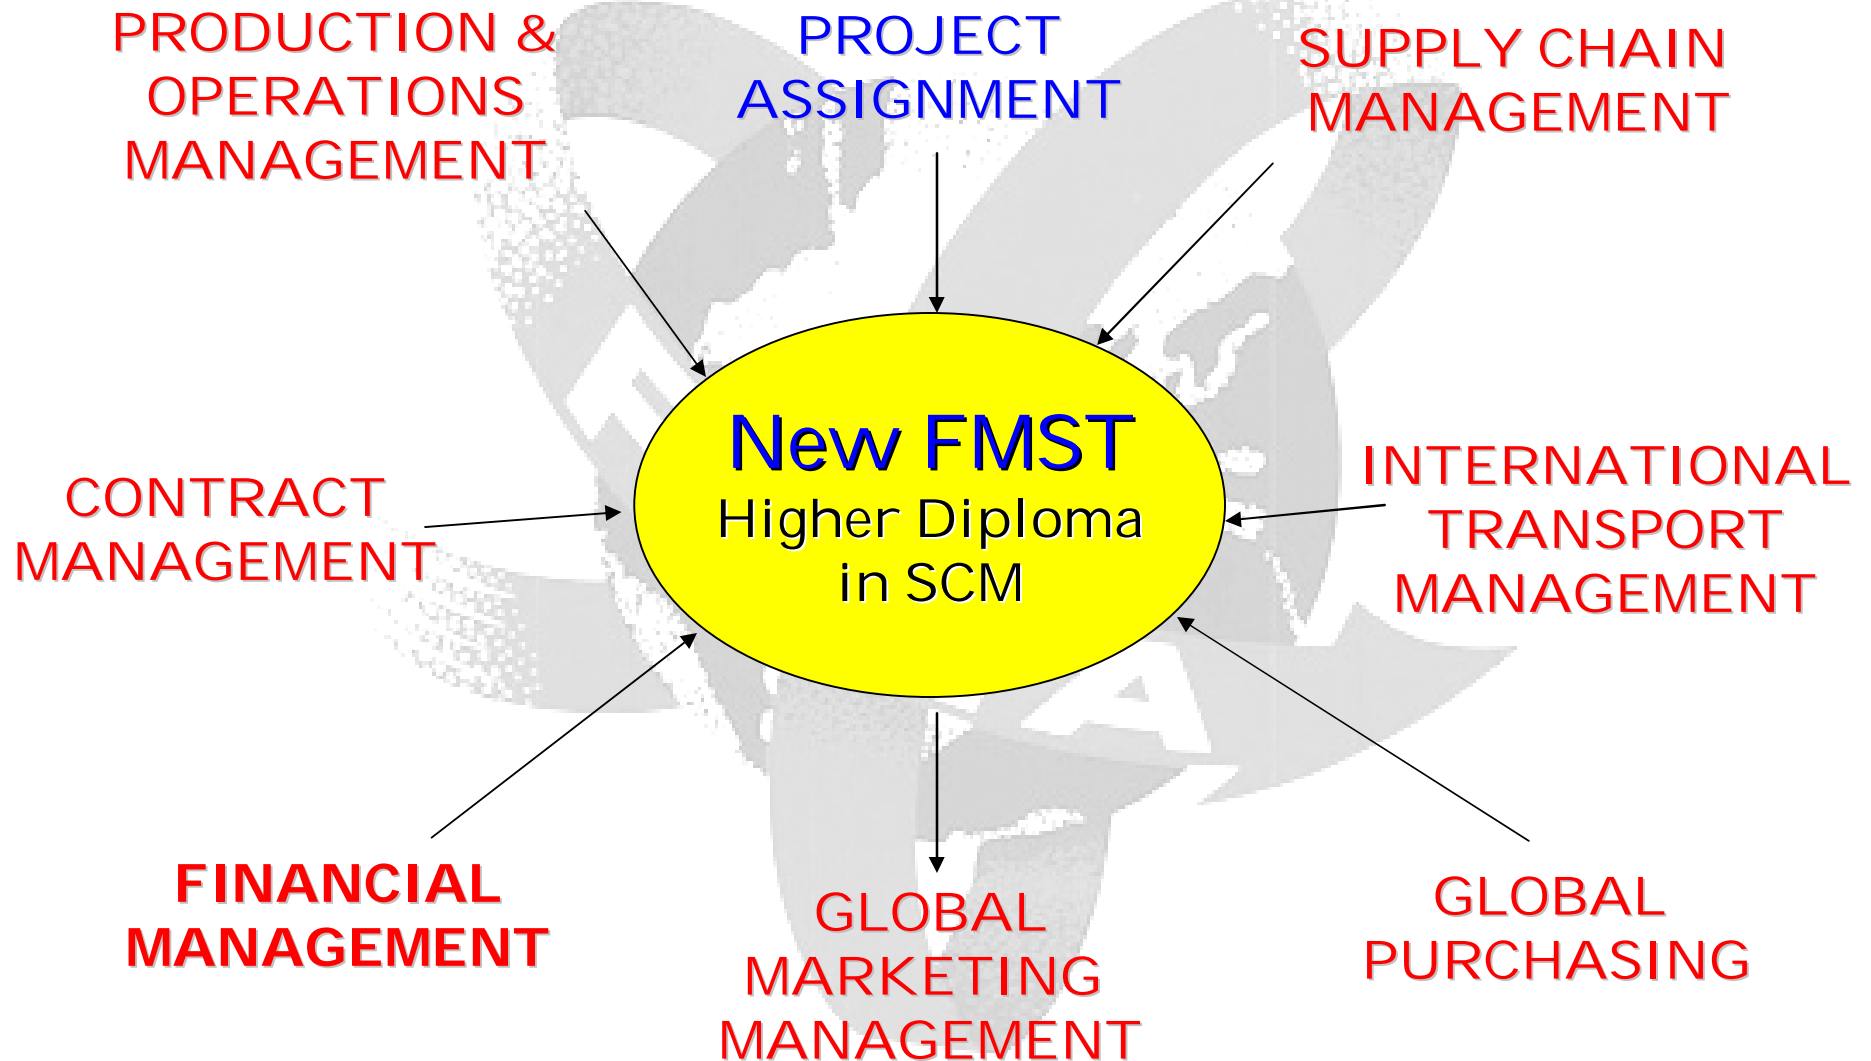 PRODUCTION &
OPERATIONS
MANAGEMENT
PROJECT
ASSIGNMENT
SUPPLY CHAIN
MANAGEMENT
CONTRACT
MANAGEMENT
New FMST
Higher Diploma
in SCM
INTERNATIONAL
TRANSPORT
MANAGEMENT
FINANCIAL
MANAGEMENT
GLOBAL
MARKETING
MANAGEMENT
GLOBAL
PURCHASING